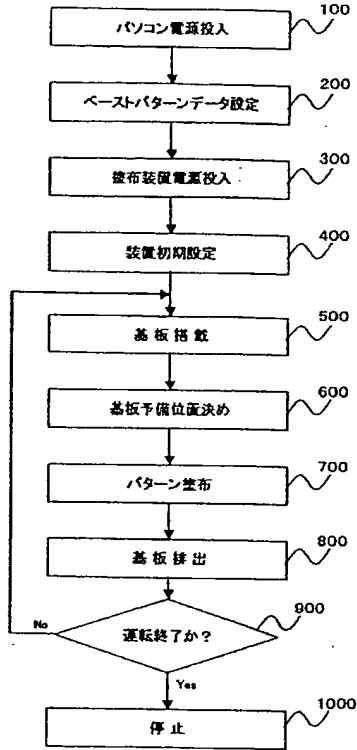 100
パソコン電源投入
200
ペーストパターンデータ設定
300
塗布装置電源投入
400
装置初期設定
500
基板搭載
600
基板予備位置決め
700
パターン塗布
800
基板排出
900
運転終了か?
No
Yes
1000
停止